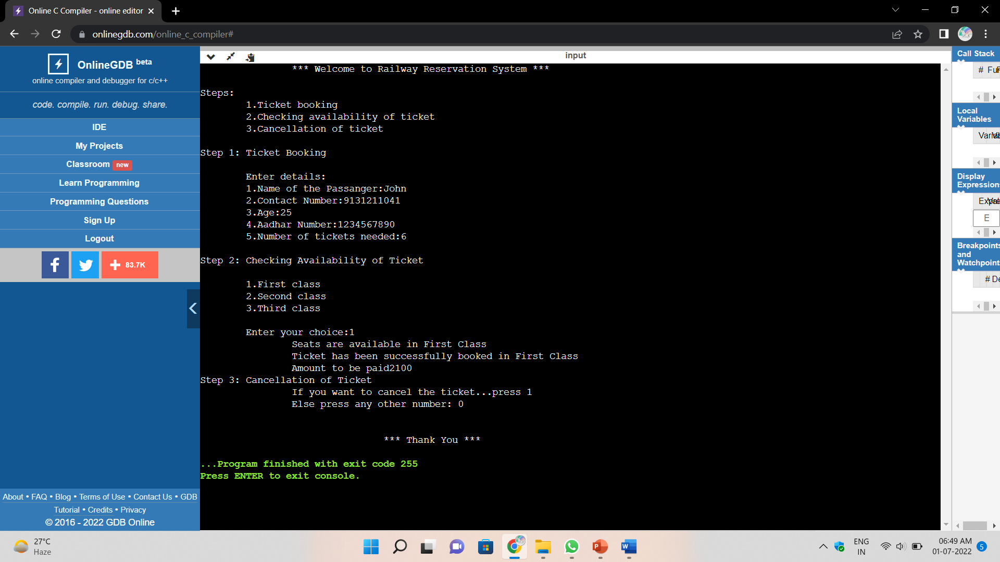 Online C Compiler - online editor
onlinegdb.com/online_c_compiler#
OnlineGDB beta
online compiler and debugger for c/c++
code. compile. run. debug. share.
IDE
My Projects
Classroom new
Learn Programming
Programming Questions
Sign Up
Logout
83.7K
About • FAQ • Blog • Terms of Use • Contact Us • GDB
Tutorial • Credits • Privacy
© 2016 - 2022 GDB Online
input
*** Welcome to Railway Reservation System ***
Steps:
1.Ticket booking
2.Checking availability of ticket
3.Cancellation of ticket
Step 1: Ticket Booking
Enter details:
1.Name of the Passanger:John
2.Contact Number:9131211041
3.Age:25
4.Aadhar Number:1234567890
5.Number of tickets needed:6
Step 2: Checking Availability of Ticket
1.First class
2.Second class
3.Third class
Enter your choice:1
Seats are available in First Class
Ticket has been successfully booked in First Class
Amount to be paid2100
Step 3: Cancellation of Ticket
If you want to cancel the ticket...press 1
Else press any other number: 0
*** Thank You ***
...Program finished with exit code 255
Press ENTER to exit console.
Call Stack
#
Local
Variables
Display
Expressions
E
Breakpoints
and
Watchpoint
# De
27°C
Haze
ENG
IN
06:49 AM
01-07-2022
5